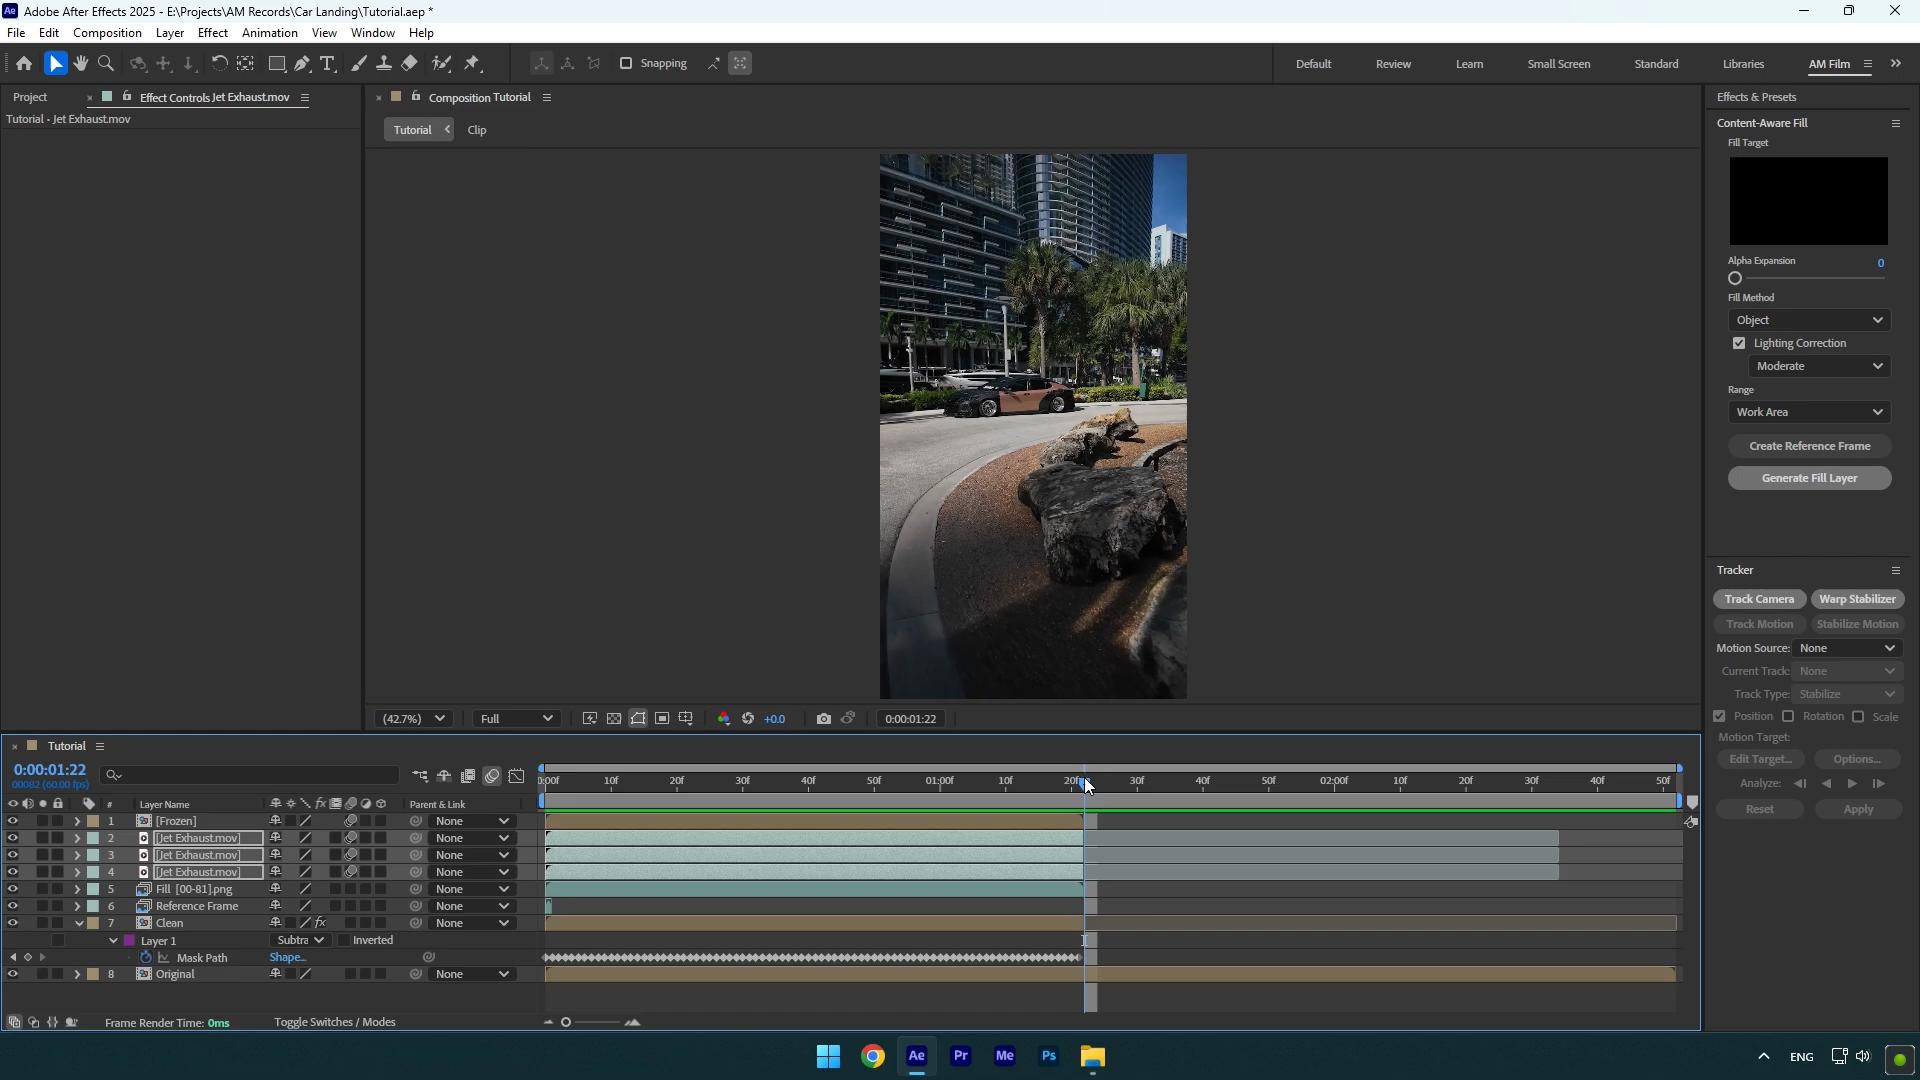 Adobe After Effects 2025 - E:\Projects\AM Records\Car Landing\Tutorial.aep *
File Edit Composition Layer Effect Animation View Window Help
Snapping
Default Review Learn Small Screen Standard Libraries AM Film
Project
Effect Controls Jet Exhaust.mov
Tutorial - Jet Exhaust.mov
Composition Tutorial
Tutorial Clip
Effects & Presets
Content-Aware Fill
Fill Target
Alpha Expansion 0
Fill Method
Object
Lighting Correction
Moderate
Range
Work Area
Create Reference Frame
Generate Fill Layer
Tracker
Track Camera Warp Stabilizer
Track Motion Stabilize Motion
Motion Source: None
Current Track: None
Track Type: Stabilize
Position Rotation Scale
Motion Target:
Edit Target... Options...
Analyze:
Reset Apply
(42.7%) Full +0.0 0:00:01:22
Tutorial
0:00:01:22
00082 (60.00 fps)
0:00f 10f 20f 30f 40f 50f 01:00f 10f 20f 30f 40f 50f 02:00f 10f 20f 30f 40f 50f
# Layer Name fx Parent & Link
1 [Frozen] None
2 [Jet Exhaust.mov] None
3 [Jet Exhaust.mov] None
4 [Jet Exhaust.mov] None
5 Fill [00-81].png None
6 Reference Frame None
7 Clean fx None
Layer 1 Subtra Inverted
Mask Path Shape...
8 Original None
Frame Render Time: 0ms Toggle Switches / Modes
Ae Pr Me Ps
ENG